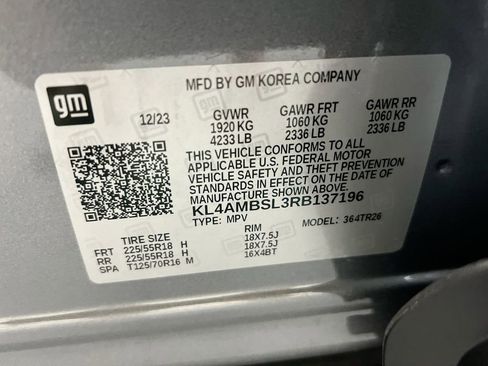 gm
MFD BY GM KOREA COMPANY
12/23 GVWR GAWR FRT GAWR RR
1920 KG 1060 KG 1060 KG
4233 LB 2336 LB 2336 LB
THIS VEHICLE CONFORMS TO ALL
APPLICABLE U.S. FEDERAL MOTOR
VEHICLE SAFETY AND THEFT PREVENTION
STANDARDS IN EFFECT ON THE DATE OF
MANUFACTURE SHOWN ABOVE.
KL4AMBSL3RB137196
TYPE: MPV MODEL: 364TR26
TIRE SIZE RIM
FRT 225/55R18 H 18X7.5J
RR 225/55R18 H 18X7.5J
SPA T125/70R16 M 16X4BT